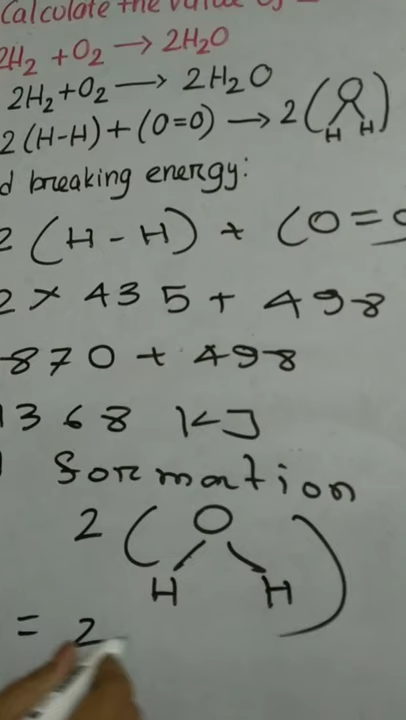 Calculate the value of
2H₂ + O₂ → 2H₂O
2H₂ + O₂ → 2H₂O
2(H-H) + (O=O) → 2(O H H)
d breaking energy:
2(H-H) + (O=O
2 × 435 + 498
870 + 498
1368 KJ
formation
2(O H H)
= 2